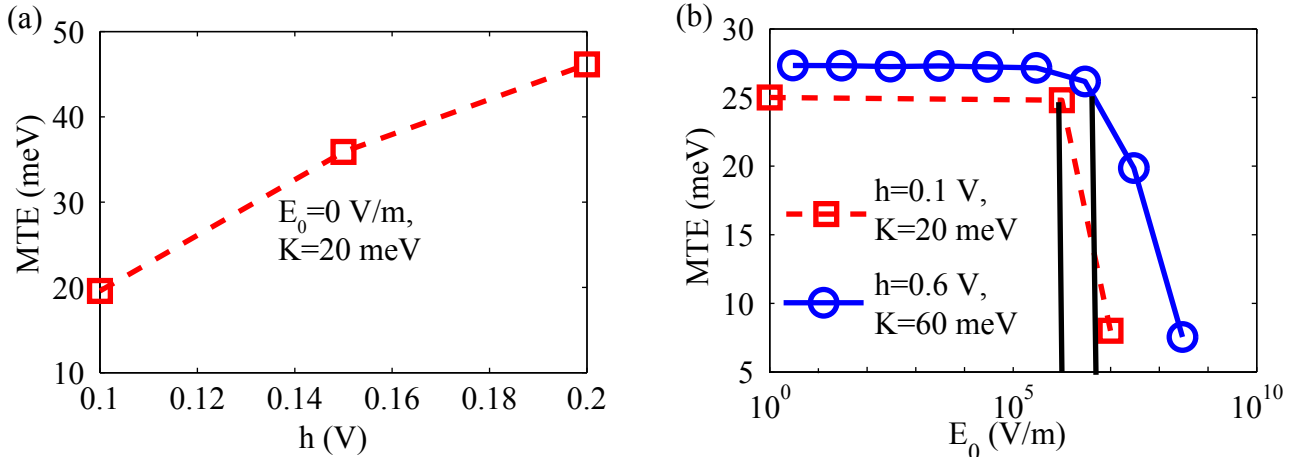 (a)
50
40
30
20
10
MTE (meV)
E_0=0 V/m,
K=20 meV
0.1 0.12 0.14 0.16 0.18 0.2
h (V)
(b)
30
25
20
15
10
5
MTE (meV)
h=0.1 V,
K=20 meV
h=0.6 V,
K=60 meV
10^0 10^5 10^10
E_0 (V/m)